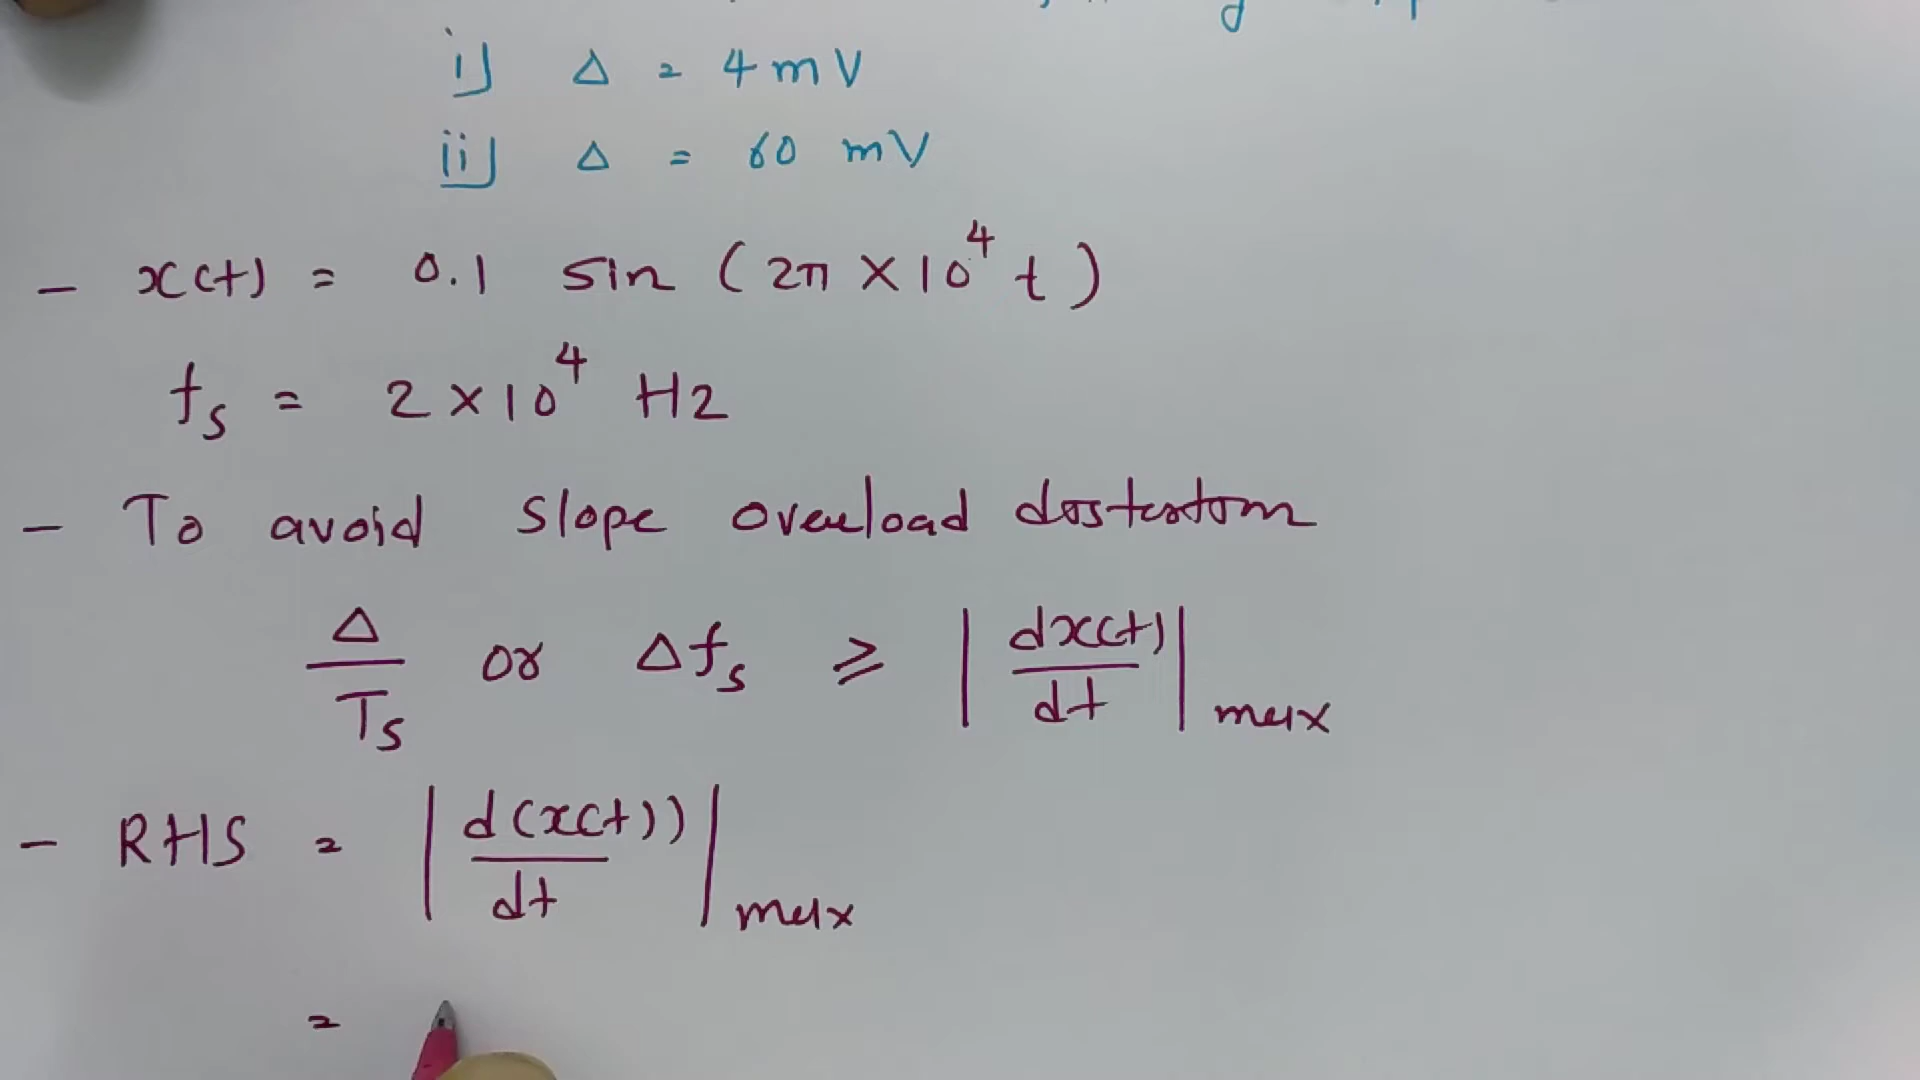 i) Δ = 4 mV
ii) Δ = 60 mV
- x(t) = 0.1 sin (2π × 10⁴ t)
fs = 2 × 10⁴ Hz
- To avoid slope overload
Δ/Ts or Δfs ≥ |dx(t)/dt| max
- RHS = |d(x(t))/dt| max
=